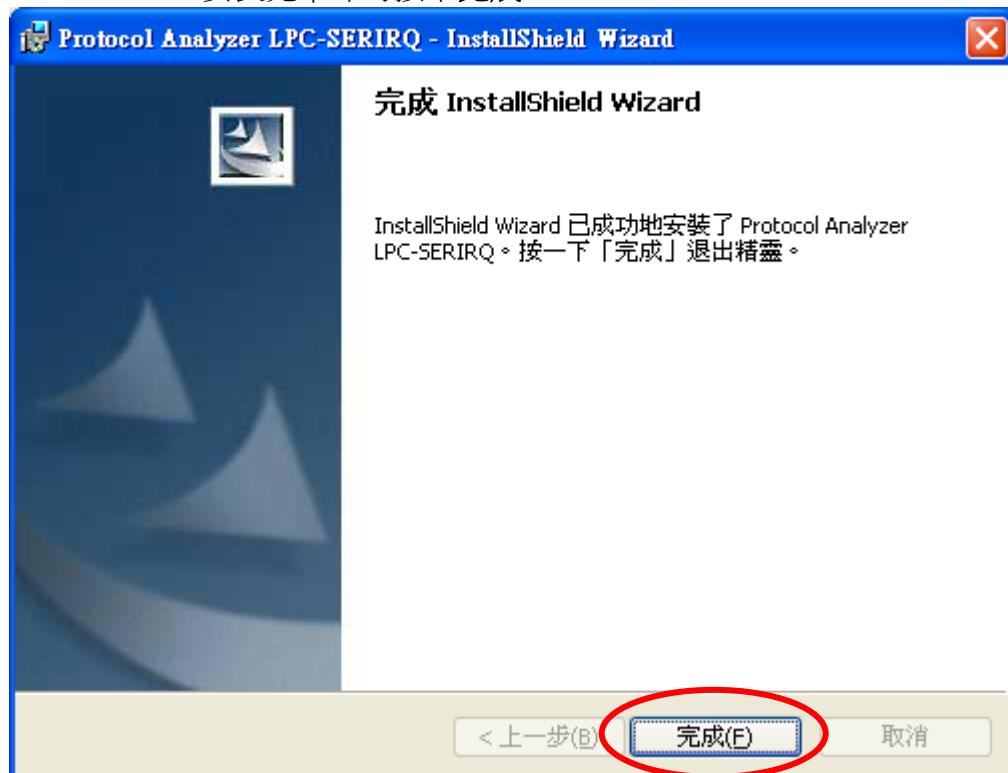 Protocol Analyzer LPC-SERIRQ - InstallShield Wizard
完成 InstallShield Wizard
InstallShield Wizard 已成功地安裝了 Protocol Analyzer
LPC-SERIRQ。按一下「完成」退出精靈。
<上一步(B) 完成(F) 取消